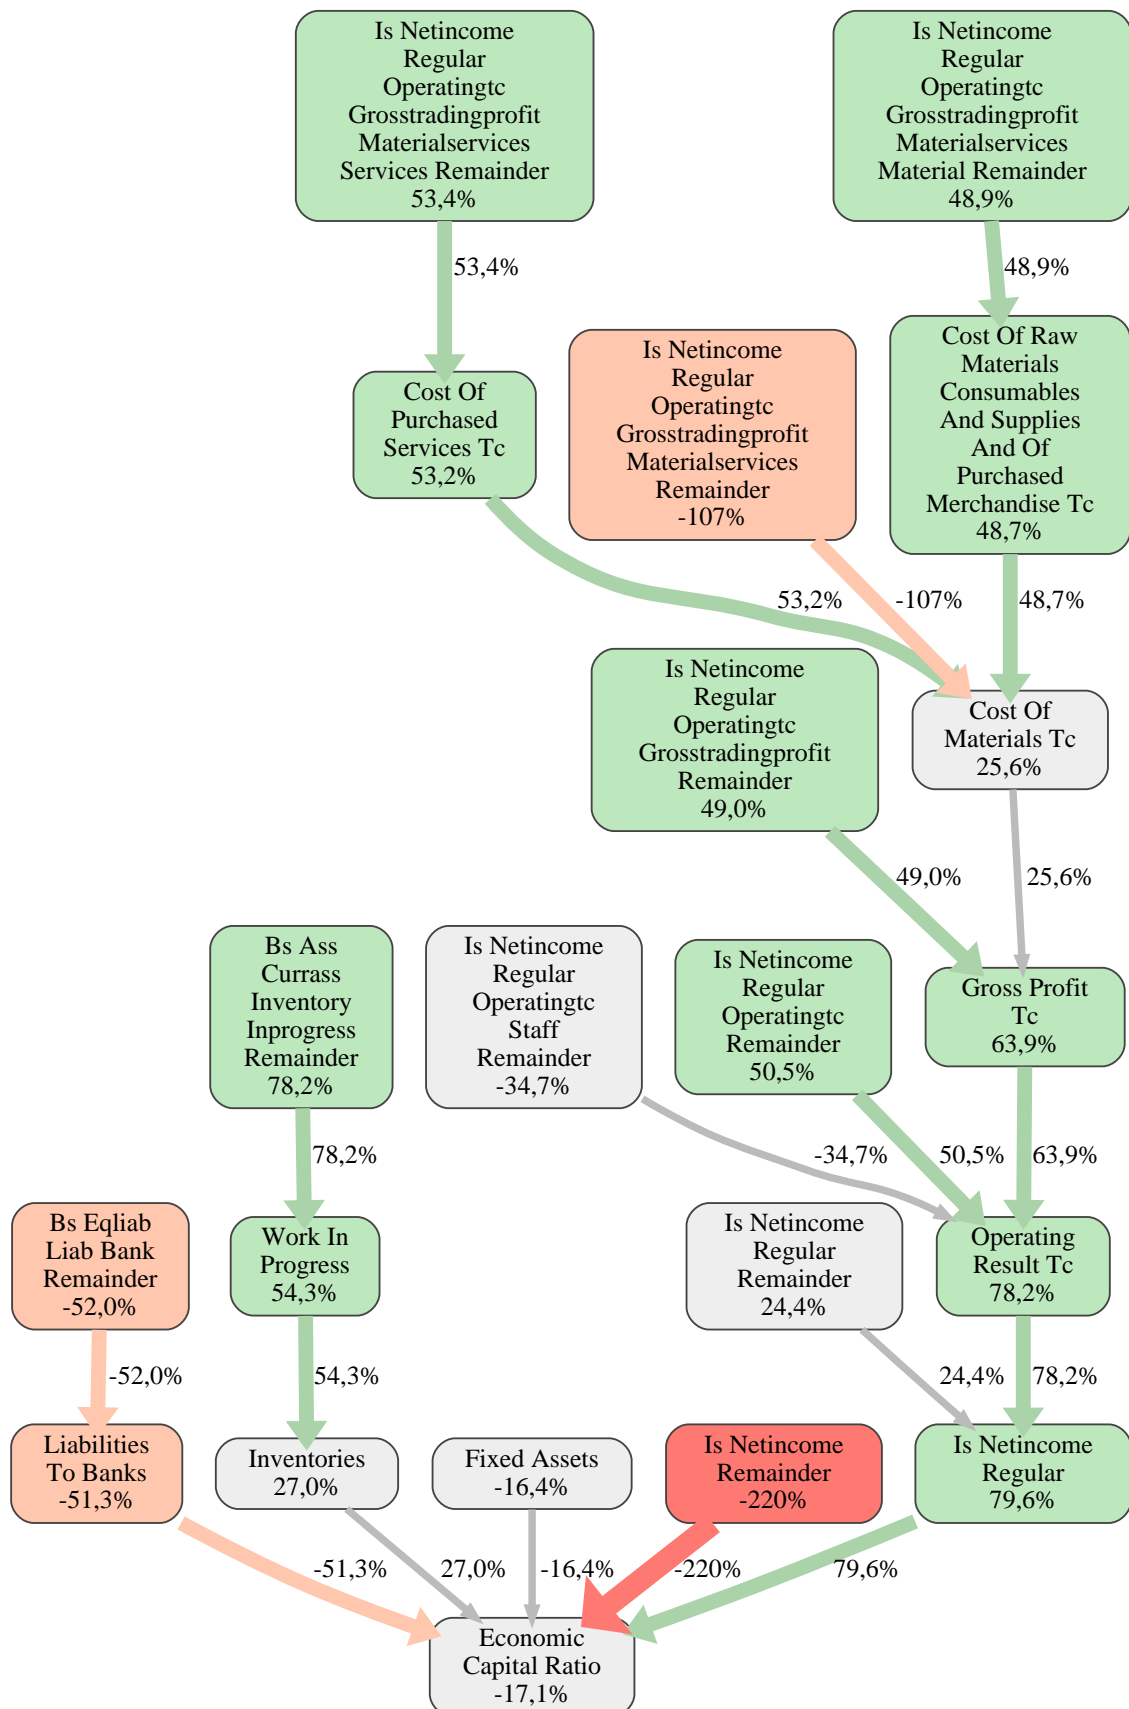 Is Netincome
Regular
Operatingtc
Grosstradingprofit
Materialservices
Services Remainder
53,4%
Is Netincome
Regular
Operatingtc
Grosstradingprofit
Materialservices
Material Remainder
48,9%
53,4%
48,9%
Cost Of
Purchased
Services Tc
53,2%
Is Netincome
Regular
Operatingtc
Grosstradingprofit
Materialservices
Remainder
-107%
Cost Of Raw
Materials
Consumables
And Supplies
And Of
Purchased
Merchandise Tc
48,7%
53,2%
-107%
48,7%
Is Netincome
Regular
Operatingtc
Grosstradingprofit
Remainder
49,0%
Cost Of
Materials Tc
25,6%
49,0%
25,6%
Bs Ass
Currass
Inventory
Inprogress
Remainder
78,2%
Is Netincome
Regular
Operatingtc
Staff
Remainder
-34,7%
Is Netincome
Regular
Operatingtc
Remainder
50,5%
Gross Profit
Tc
63,9%
78,2%
-34,7%
50,5%
63,9%
Bs Eqliab
Liab Bank
Remainder
-52,0%
Work In
Progress
54,3%
Is Netincome
Regular
Remainder
24,4%
Operating
Result Tc
78,2%
-52,0%
54,3%
24,4%
78,2%
Liabilities
To Banks
-51,3%
Inventories
27,0%
Fixed Assets
-16,4%
Is Netincome
Remainder
-220%
Is Netincome
Regular
79,6%
-51,3%
27,0%
-16,4%
-220%
79,6%
Economic
Capital Ratio
-17,1%